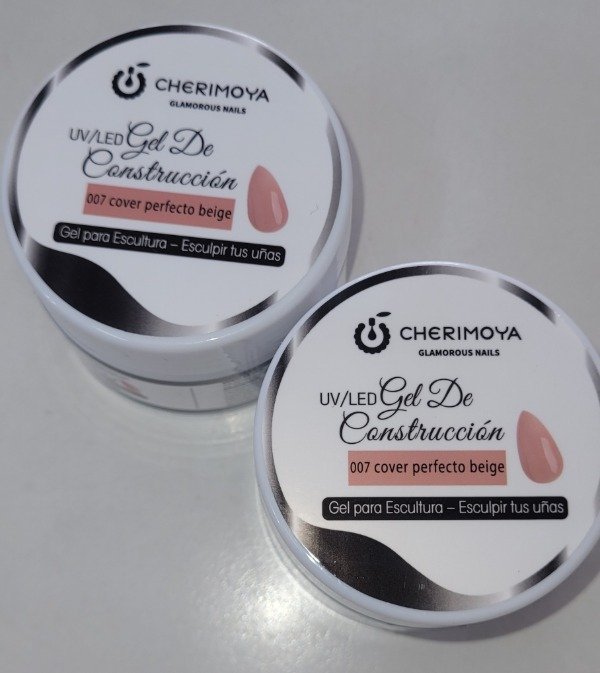 CHERIMOYA
GLAMOROUS NAILS
UV/LED Gel De
Construcción
007 cover perfecto beige
Gel para Escultura – Esculpir tus uñas
CHERIMOYA
GLAMOROUS NAILS
UV/LED Gel De
Construcción
007 cover perfecto beige
Gel para Escultura – Esculpir tus uñas